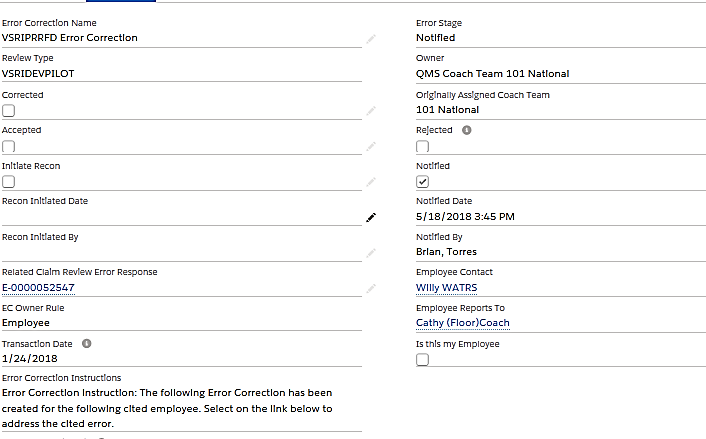 Error Correction Name
VSRIPRRFD Error Correction
Review Type
VSRIDEVPILOT
Corrected
Accepted
Initiate Recon
Recon Initiated Date
Recon Initiated By
Related Claim Review Error Response
E-0000052547
EC Owner Rule
Employee
Transaction Date
1/24/2018
Error Correction Instructions
Error Correction Instruction: The following Error Correction has been
created for the following cited employee. Select on the link below to
address the cited error.
Error Stage
Notified
Owner
QMS Coach Team 101 National
Originally Assigned Coach Team
101 National
Rejected
Notified
Notified Date
5/18/2018 3:45 PM
Notified By
Brian, Torres
Employee Contact
Willy WATRS
Employee Reports To
Cathy (Floor)Coach
Is this my Employee